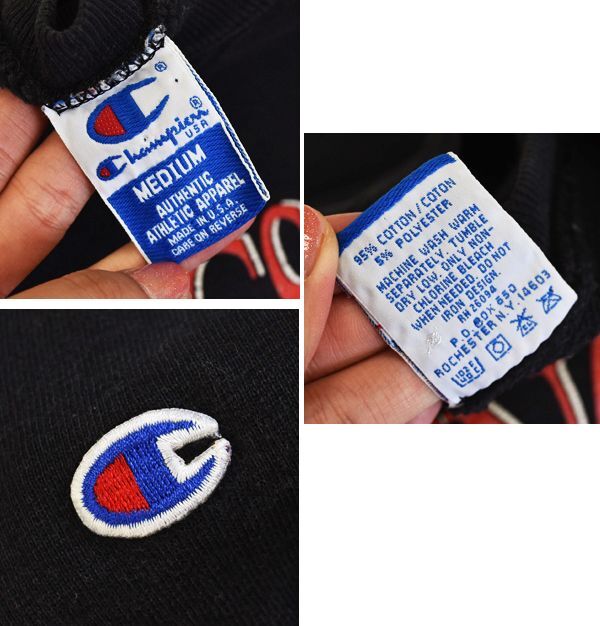 ®
Champion®
USA
MEDIUM
AUTHENTIC
ATHLETIC APPAREL
MADE IN U.S.A.
CARE ON REVERSE
95% COTTON/COTON
5% POLYESTER
MACHINE WASH WARM
SEPARATELY. TUMBLE
DRY LOW. ONLY NON-
CHLORINE BLEACH
WHEN NEEDED. DO NOT
IRON DESIGN.
RN 26094
P.O. BOX 850
ROCHESTER N.Y. 14603